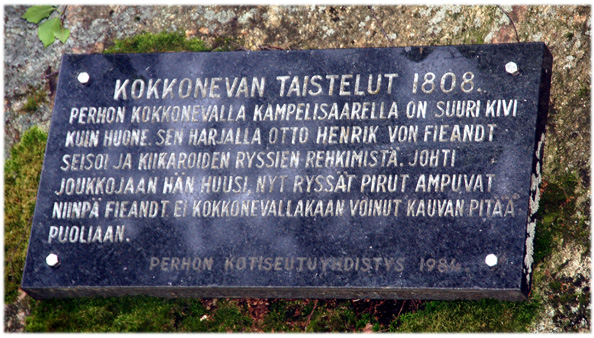 KOKKONEVAN TAISTELUT 1808.
PERHON KOKKONEVALLA KAMPELISAARELLA ON SUURI KIVI
KUIN HUONE. SEN HARJALLA OTTO HENRIK VON FIEANDT
SEISOI JA KIIKAROIDEN RYSSIEN REHKIMISTÄ. JOHTI
JOUKKOJAAN HÄN HUUSI, NYT RYSSÄT PIRUT AMPUVAT
NIINPÄ FIEANDT EI KOKKONEVALLAKAAN VOINUT KAUVAN PITÄÄ
PUOLIAAN.
PERHON KOTISEUTUYHDISTYS 1984.